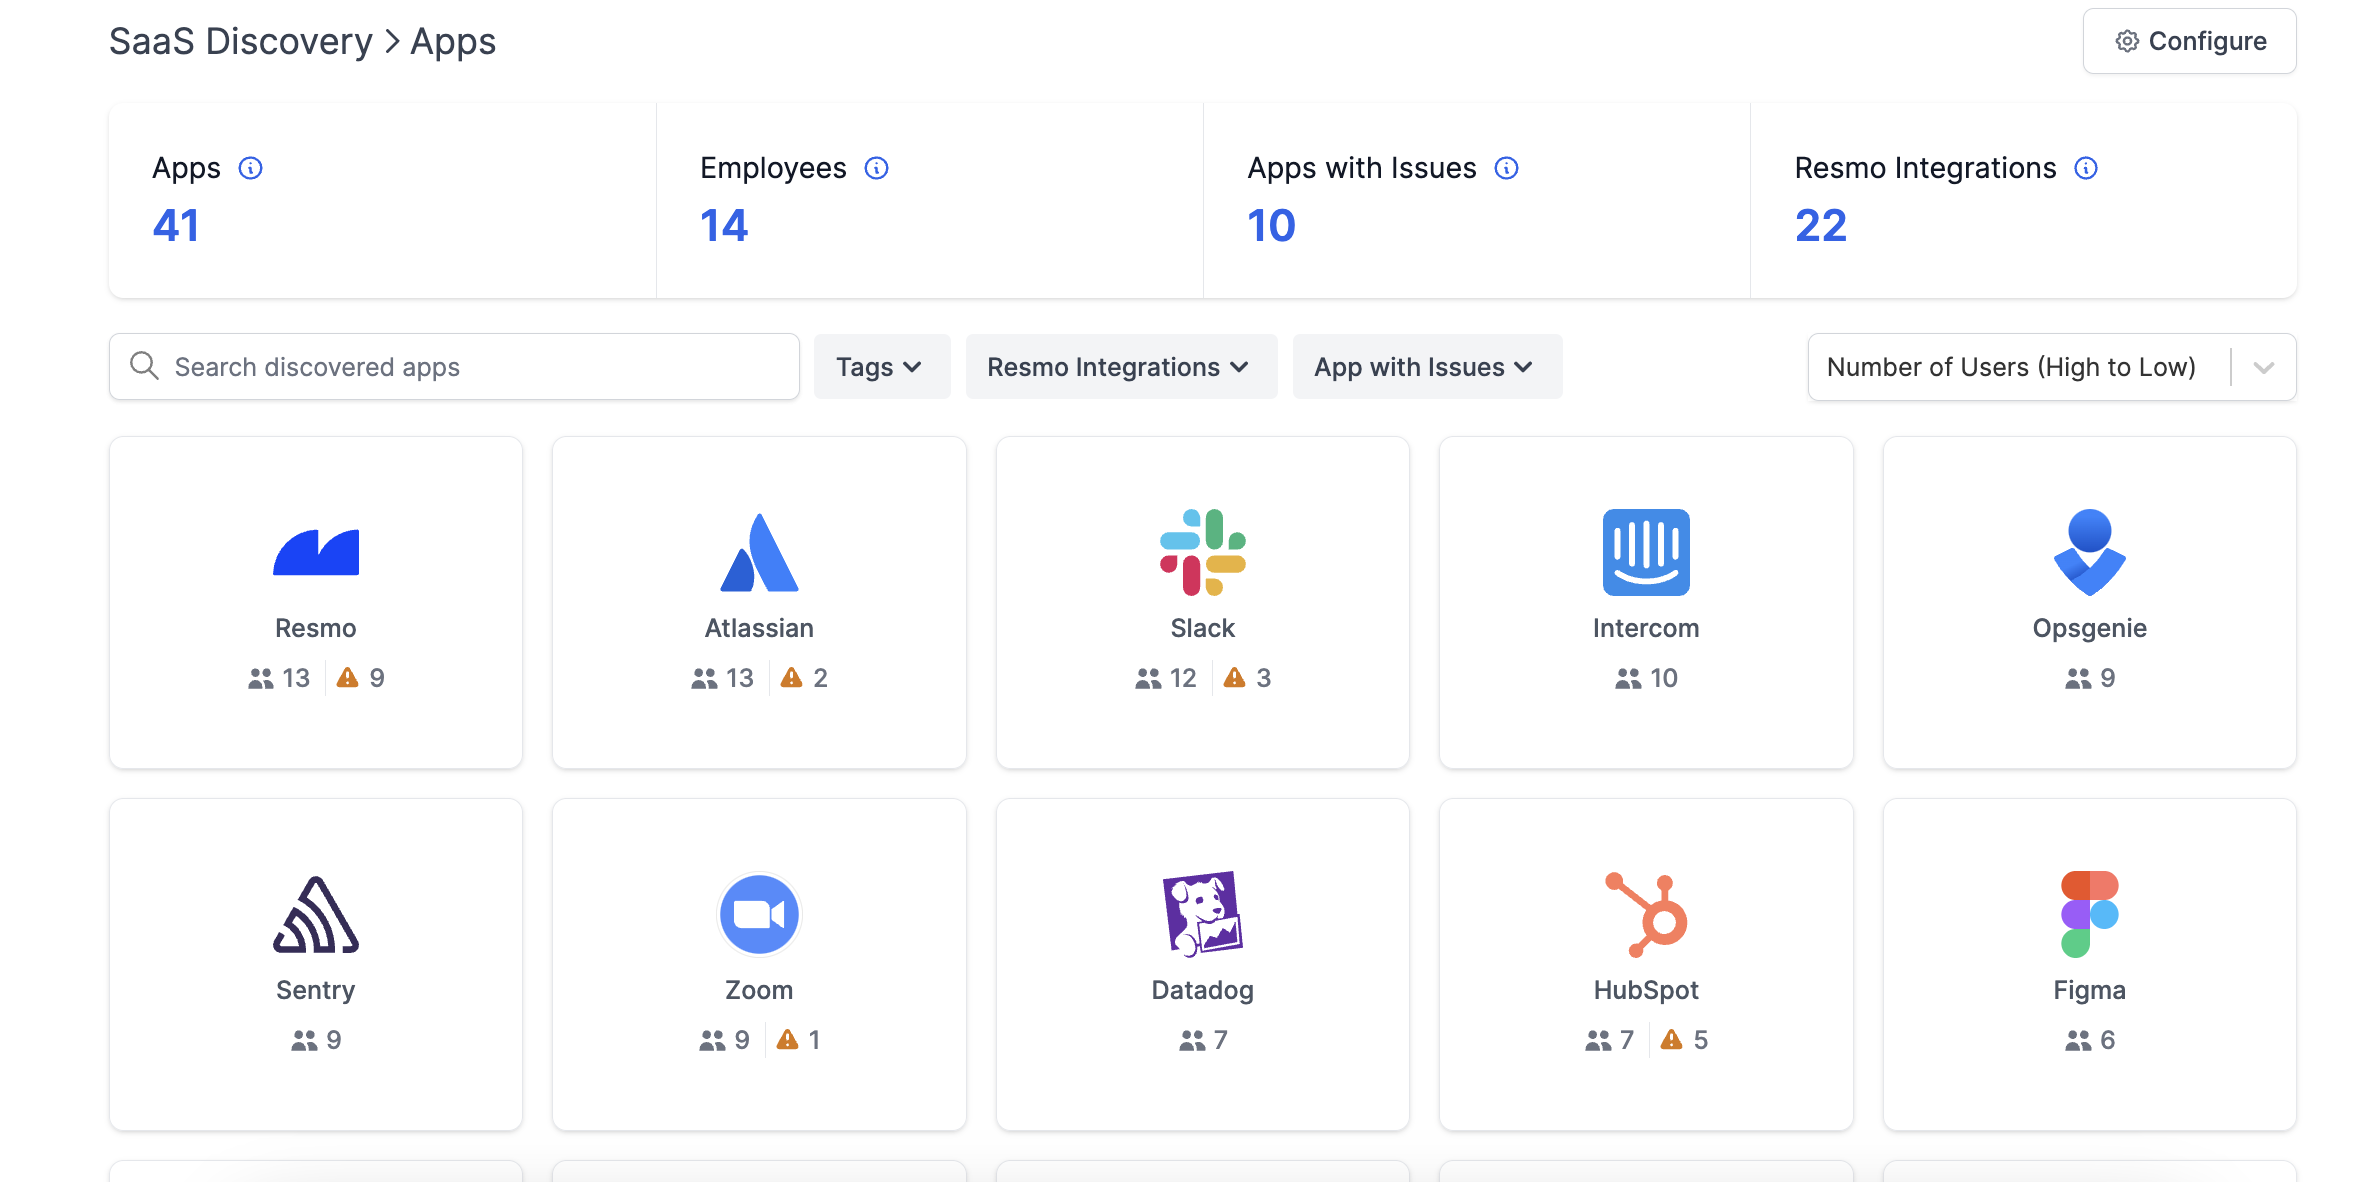 SaaS Discovery > Apps
Configure
Apps
41
Employees
14
Apps with Issues
10
Resmo Integrations
22
Search discovered apps
Tags
Resmo Integrations
App with Issues
Number of Users (High to Low)
Resmo
13 9
Atlassian
13 2
Slack
12 3
Intercom
10
Opsgenie
9
Sentry
9
Zoom
9 1
Datadog
7
HubSpot
7 5
Figma
6